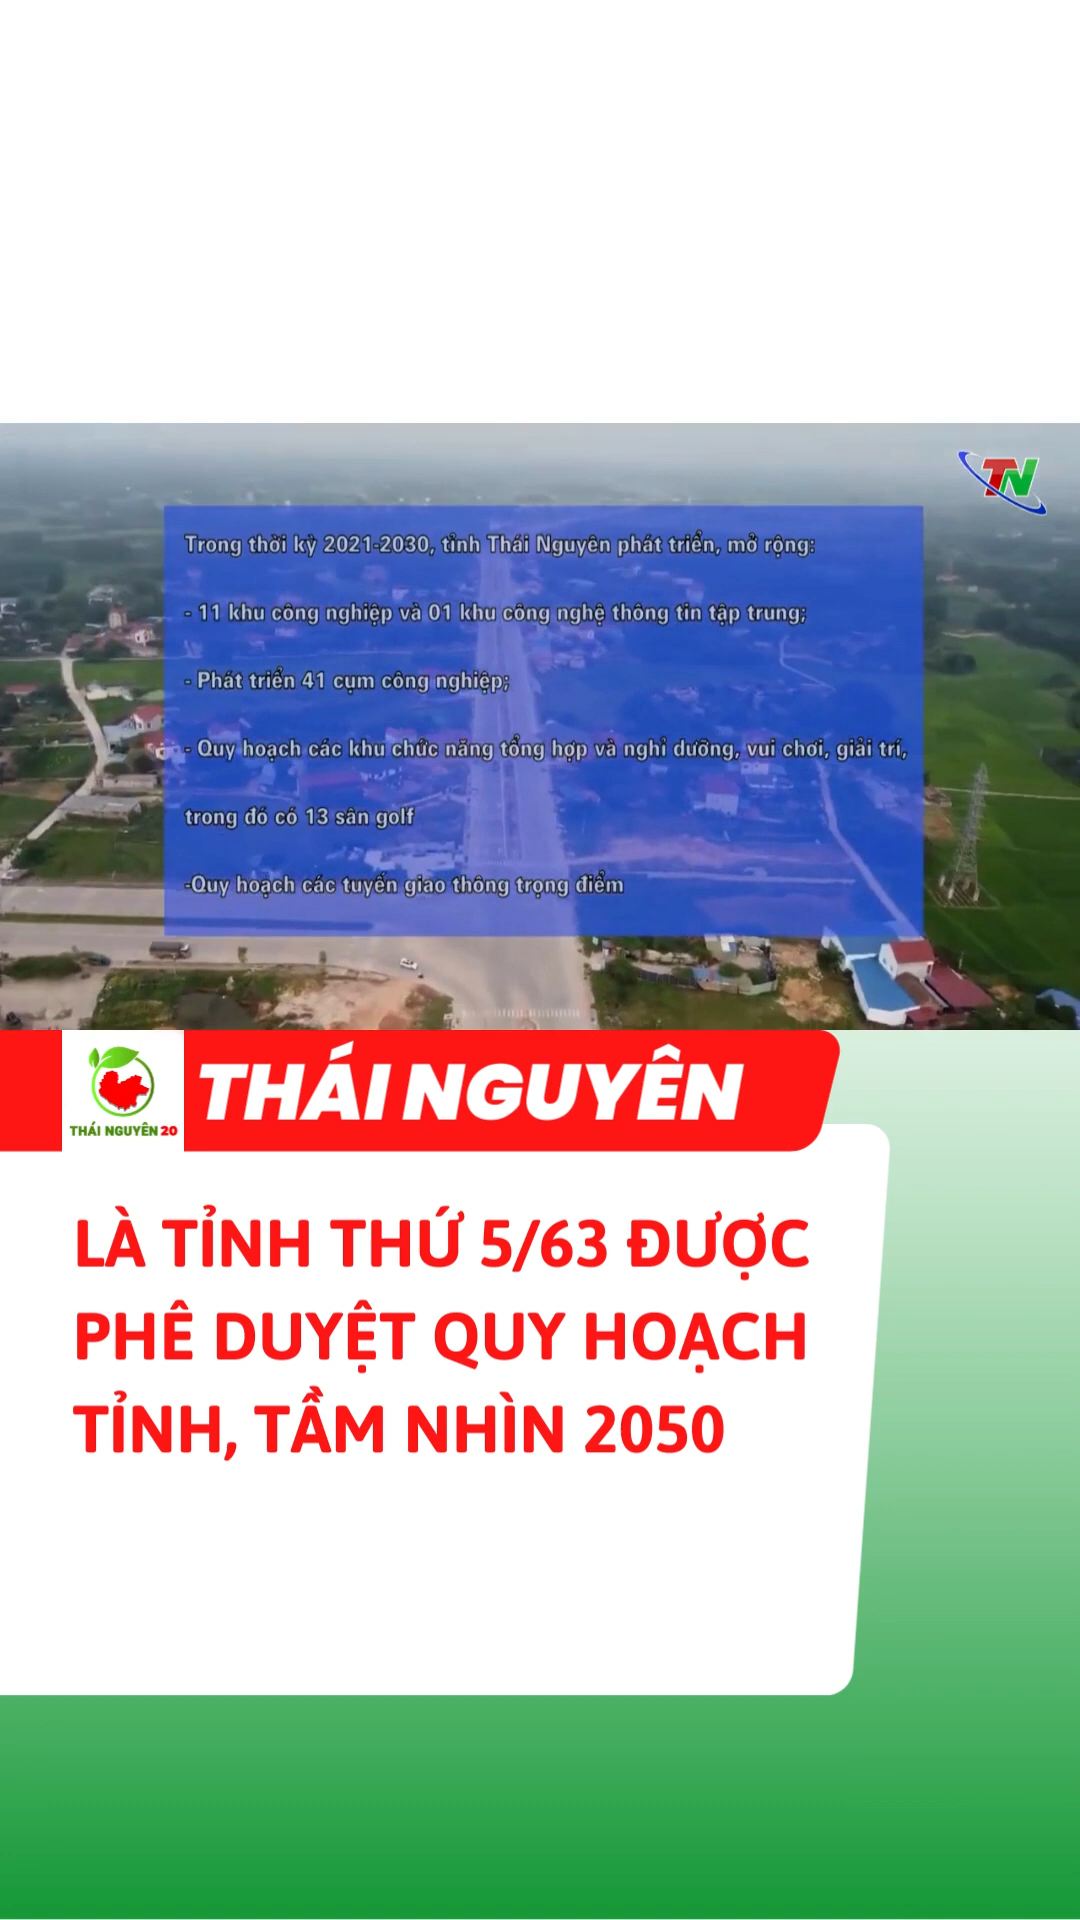 TN
Trong thời kỳ 2021-2030, tỉnh Thái Nguyên phát triển, mở rộng:
- 11 khu công nghiệp và 01 khu công nghệ thông tin tập trung;
- Phát triển 41 cụm công nghiệp;
- Quy hoạch các khu chức năng tổng hợp và nghỉ dưỡng, vui chơi, giải trí,
trong đó có 13 sân golf
-Quy hoạch các tuyến giao thông trọng điểm
THÁI NGUYÊN 20
THÁI NGUYÊN
LÀ TỈNH THỨ 5/63 ĐƯỢC
PHÊ DUYỆT QUY HOẠCH
TỈNH, TẦM NHÌN 2050